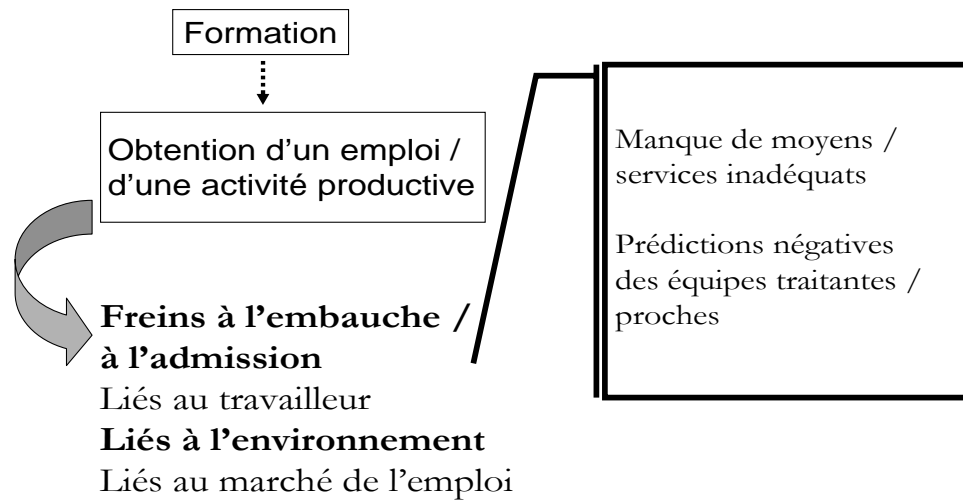 Formation
Obtention d'un emploi /
d'une activité productive
Freins à l'embauche /
à l'admission
Liés au travailleur
Liés à l'environnement
Liés au marché de l'emploi
Manque de moyens /
services inadéquats
Prédictions négatives
des équipes traitantes /
proches